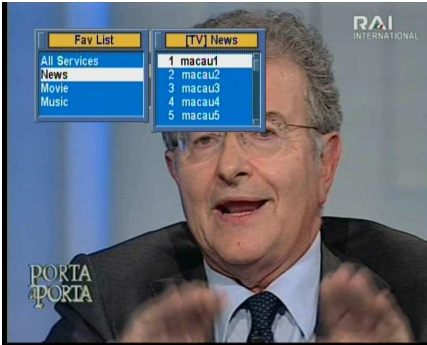 Fav List
All Services
News
Movie
Music
[TV] News
1 macau1
2 macau2
3 macau3
4 macau4
5 macau5
RAI
INTERNATIONAL
PORTA
a PORTA